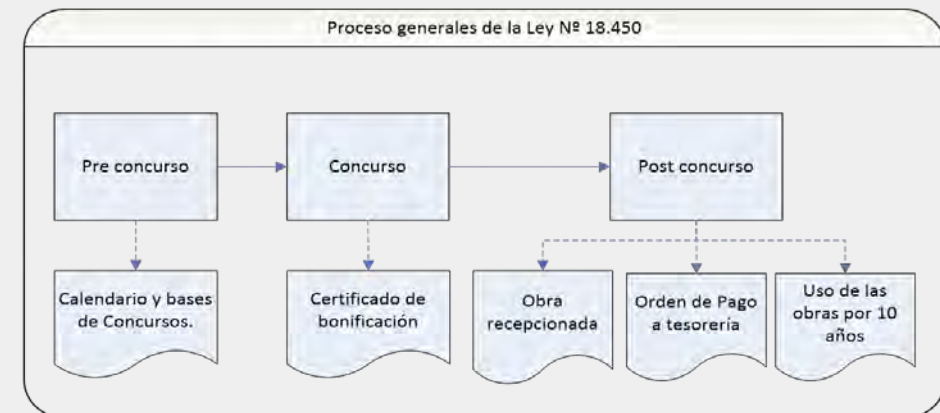 Proceso generales de la Ley Nº 18.450
Pre concurso
Concurso
Post concurso
Calendario y bases
de Concursos.
Certificado de
bonificación
Obra
recepcionada
Orden de Pago
a tesorería
Uso de las
obras por 10
años